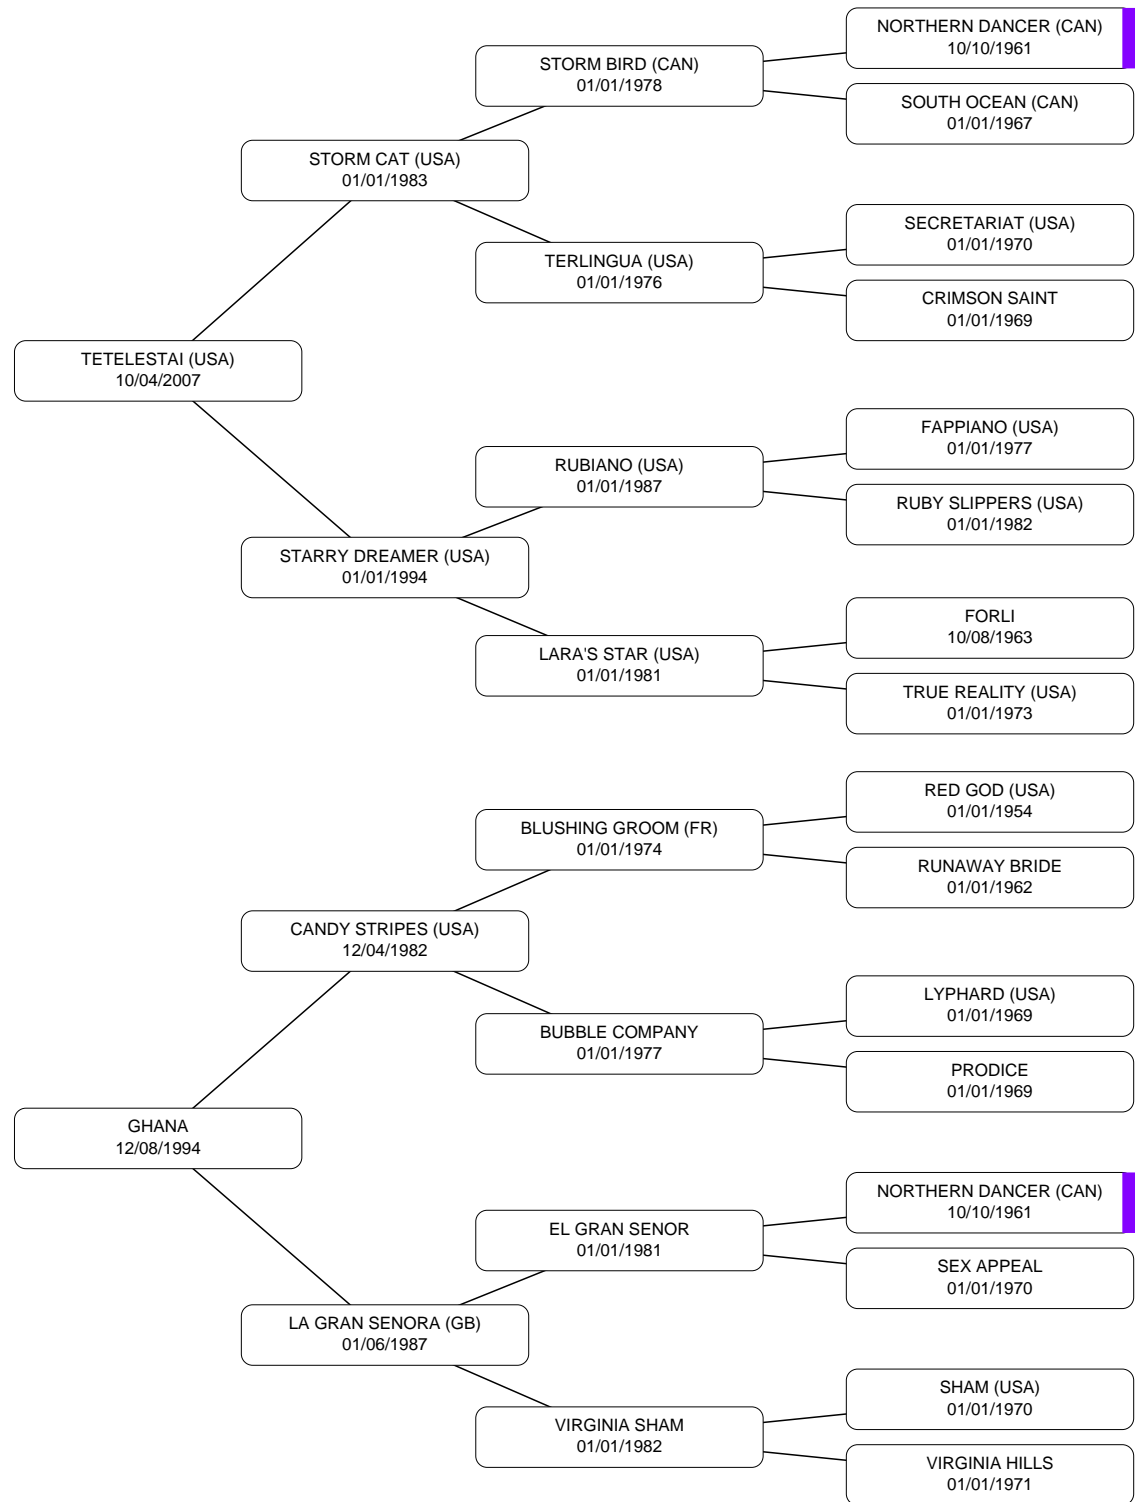 NORTHERN DANCER (CAN)
10/10/1961
STORM BIRD (CAN)
01/01/1978
SOUTH OCEAN (CAN)
01/01/1967
STORM CAT (USA)
01/01/1983
SECRETARIAT (USA)
01/01/1970
TERLINGUA (USA)
01/01/1976
CRIMSON SAINT
01/01/1969
TETELESTAI (USA)
10/04/2007
FAPPIANO (USA)
01/01/1977
RUBIANO (USA)
01/01/1987
RUBY SLIPPERS (USA)
01/01/1982
STARRY DREAMER (USA)
01/01/1994
FORLI
10/08/1963
LARA'S STAR (USA)
01/01/1981
TRUE REALITY (USA)
01/01/1973
RED GOD (USA)
01/01/1954
BLUSHING GROOM (FR)
01/01/1974
RUNAWAY BRIDE
01/01/1962
CANDY STRIPES (USA)
12/04/1982
LYPHARD (USA)
01/01/1969
BUBBLE COMPANY
01/01/1977
PRODICE
01/01/1969
GHANA
12/08/1994
NORTHERN DANCER (CAN)
10/10/1961
EL GRAN SENOR
01/01/1981
SEX APPEAL
01/01/1970
LA GRAN SENORA (GB)
01/06/1987
SHAM (USA)
01/01/1970
VIRGINIA SHAM
01/01/1982
VIRGINIA HILLS
01/01/1971